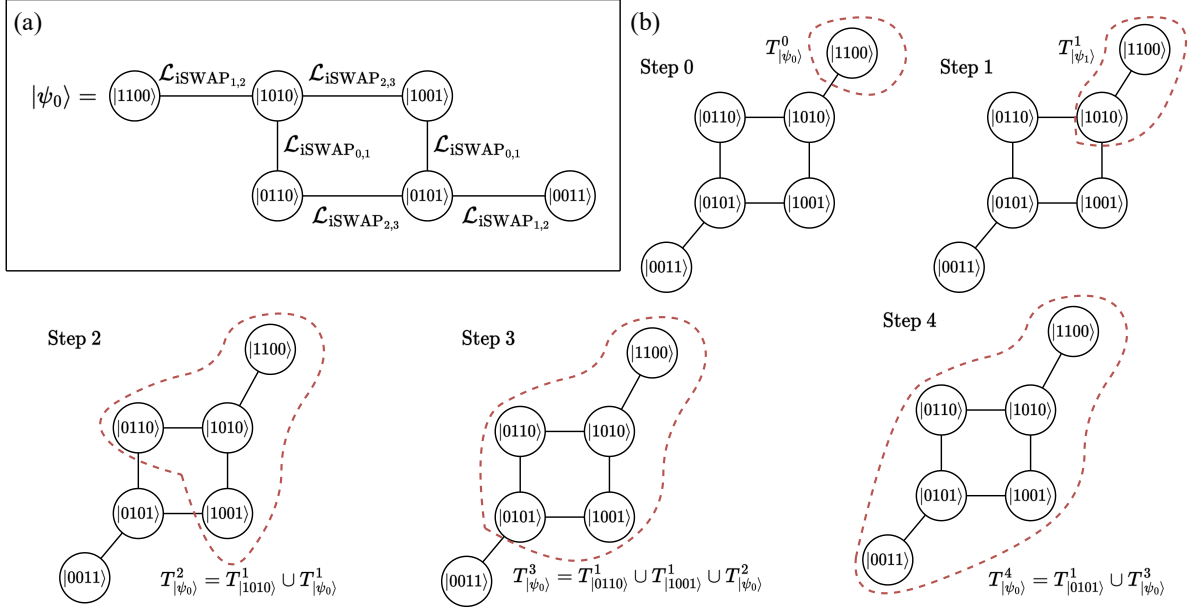 (a)
|ψ₀⟩ =
|1100⟩ 𝓛iSWAP₁,₂ |1010⟩ 𝓛iSWAP₂,₃ |1001⟩
𝓛iSWAP₀,₁ 𝓛iSWAP₀,₁
|0110⟩ 𝓛iSWAP₂,₃ |0101⟩ 𝓛iSWAP₁,₂ |0011⟩
(b)
Step 0
T⁰|ψ₀⟩
|1100⟩
|0110⟩ |1010⟩
|0101⟩ |1001⟩
|0011⟩
Step 1
T¹|ψ₁⟩
|1100⟩
|0110⟩ |1010⟩
|0101⟩ |1001⟩
|0011⟩
Step 2
|1100⟩
|0110⟩ |1010⟩
|0101⟩ |1001⟩
|0011⟩
T²|ψ₀⟩ = T¹|1010⟩ ∪ T¹|ψ₀⟩
Step 3
|1100⟩
|0110⟩ |1010⟩
|0101⟩ |1001⟩
|0011⟩
T³|ψ₀⟩ = T¹|0110⟩ ∪ T¹|1001⟩ ∪ T²|ψ₀⟩
Step 4
|1100⟩
|0110⟩ |1010⟩
|0101⟩ |1001⟩
|0011⟩
T⁴|ψ₀⟩ = T¹|0101⟩ ∪ T³|ψ₀⟩